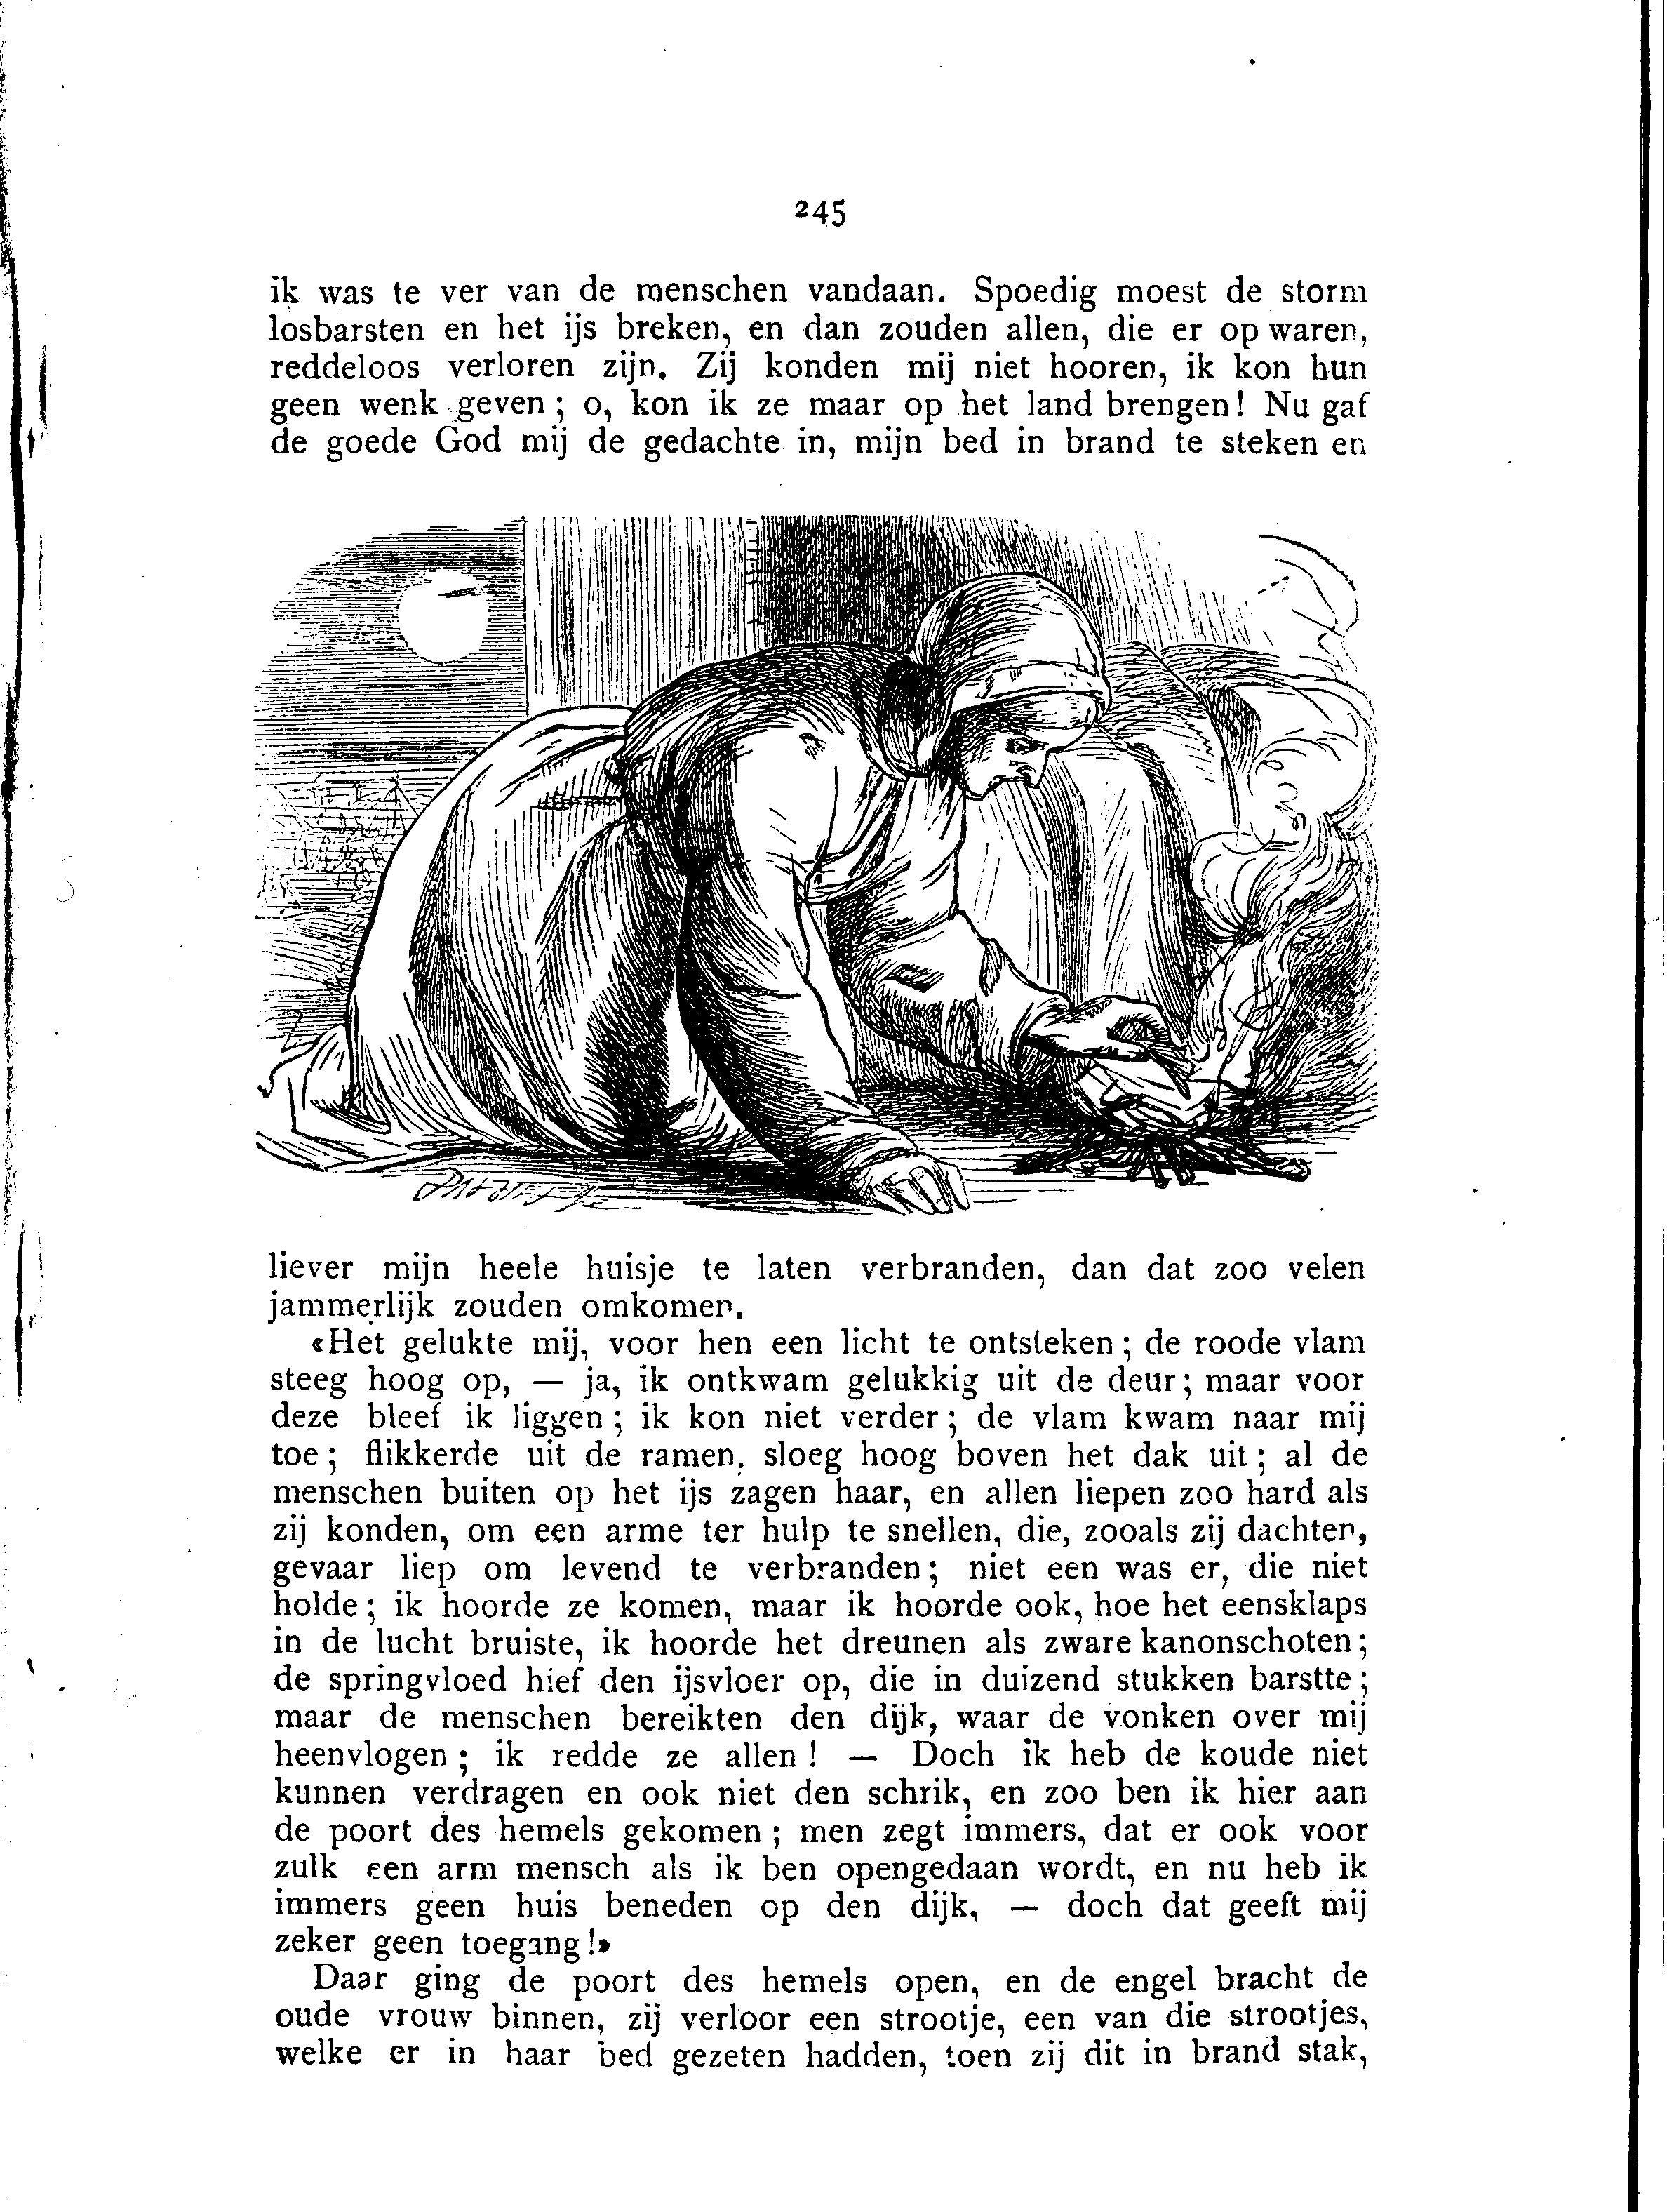 245
ik was te ver van de menschen vandaan. Spoedig moest de storm
losbarsten en het ijs breken, en dan zouden allen, die er op waren,
reddeloos verloren zijn. Zij konden mij niet hooren, ik kon hun
geen wenk geven; o, kon ik ze maar op het land brengen! Nu gaf
de goede God mij de gedachte in, mijn bed in brand te steken en
liever mijn heele huisje te laten verbranden, dan dat zoo velen
jammerlijk zouden omkomen.
«Het gelukte mij, voor hen een licht te ontsteken; de roode vlam
steeg hoog op, — ja, ik ontkwam gelukkig uit de deur; maar voor
deze bleef ik liggen; ik kon niet verder; de vlam kwam naar mij
toe; flikkerde uit de ramen, sloeg hoog boven het dak uit; al de
menschen buiten op het ijs zagen haar, en allen liepen zoo hard als
zij konden, om een arme ter hulp te snellen, die, zooals zij dachten,
gevaar liep om levend te verbranden; niet een was er, die niet
holde; ik hoorde ze komen, maar ik hoorde ook, hoe het eensklaps
in de lucht bruiste, ik hoorde het dreunen als zware kanonschoten;
de springvloed hief den ijsvloer op, die in duizend stukken barstte;
maar de menschen bereikten den dijk, waar de vonken over mij
heenvlogen; ik redde ze allen! — Doch ik heb de koude niet
kunnen verdragen en ook niet den schrik, en zoo ben ik hier aan
de poort des hemels gekomen; men zegt immers, dat er ook voor
zulk een arm mensch als ik ben opengedaan wordt, en nu heb ik
immers geen huis beneden op den dijk, — doch dat geeft mij
zeker geen toegang!»
Daar ging de poort des hemels open, en de engel bracht de
oude vrouw binnen, zij verloor een strootje, een van die strootjes,
welke er in haar bed gezeten hadden, toen zij dit in brand stak,